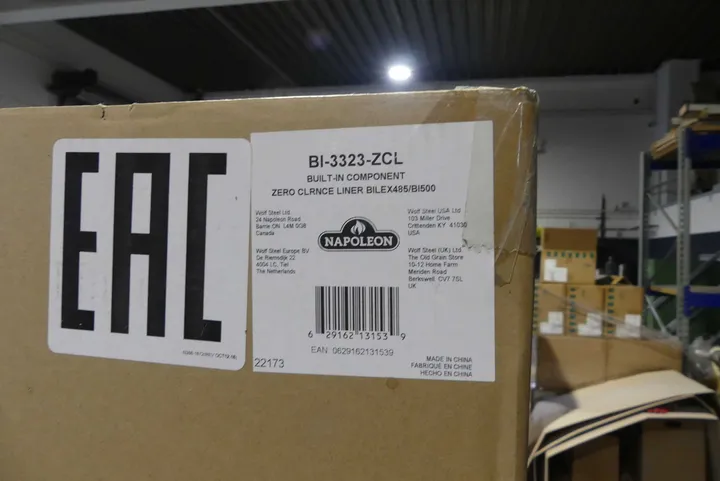 EAC
BI-3323-ZCL
BUILT-IN COMPONENT
ZERO CLRNCE LINER BILEX485/BI500
Wolf Steel Ltd
24 Napoleon Road
Barrie ON L4M 0G8
Canada
Wolf Steel Europe BV
De Riemsdijk 22
4004 LC, Tiel
The Netherlands
NAPOLEON
Wolf Steel USA Ltd
103 Miller Drive
Crittenden KY 41030
USA
Wolf Steel (UK) Ltd
The Old Grain Store
10-12 Home Farm
Meriden Road
Berkswell CV7 7SL
UK
6 29162 13153 9
EAN: 0629162131539
22173
MADE IN CHINA
FABRIQUÉ EN CHINE
HECHO EN CHINA